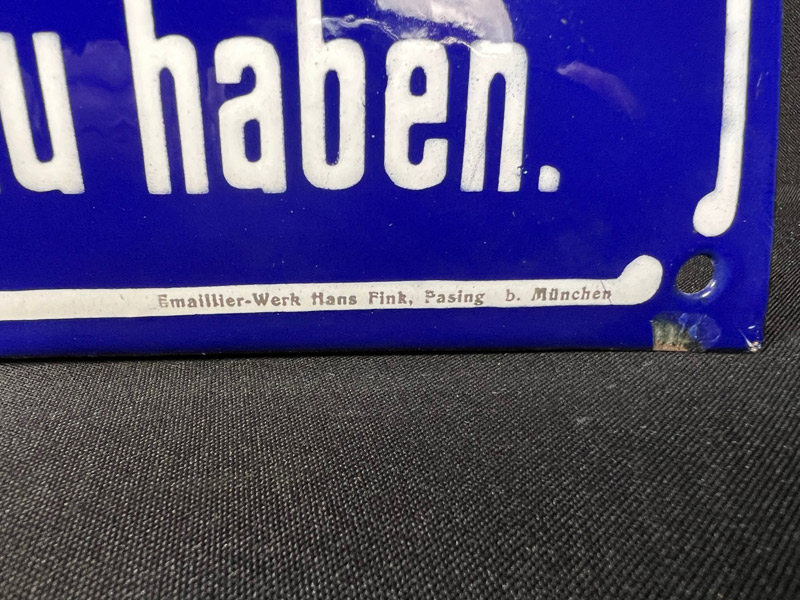 u haben.
Emaillier-Werk Hans Fink, Pasing b. München